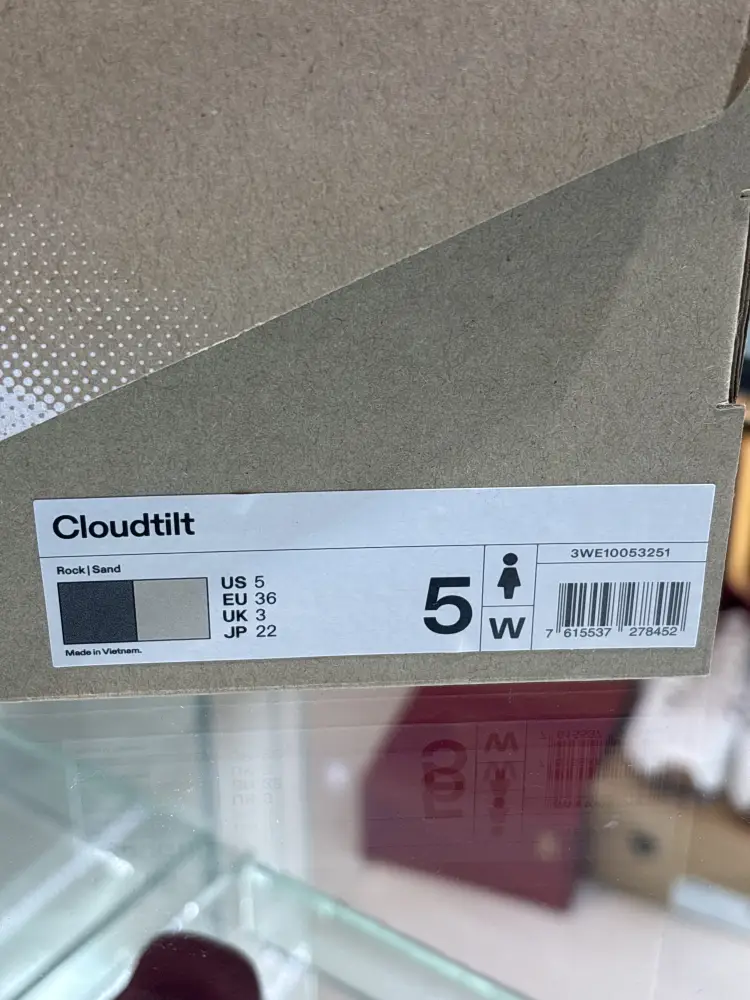 Cloudtilt
Rock | Sand
US 5
EU 36
UK 3
JP 22
Made in Vietnam.
5
W
3WE10053251
7 615537 278452